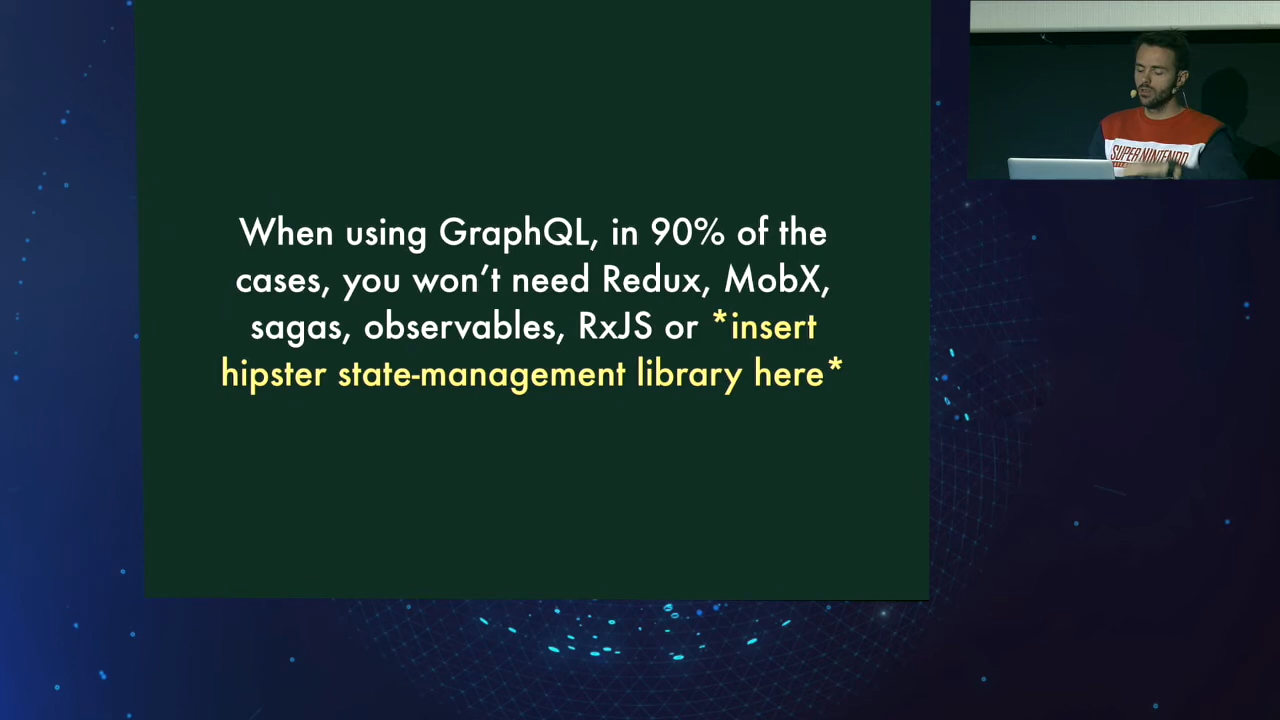 When using GraphQL, in 90% of the
cases, you won’t need Redux, MobX,
sagas, observables, RxJS or *insert
hipster state-management library here*
SUPER NINTENDO